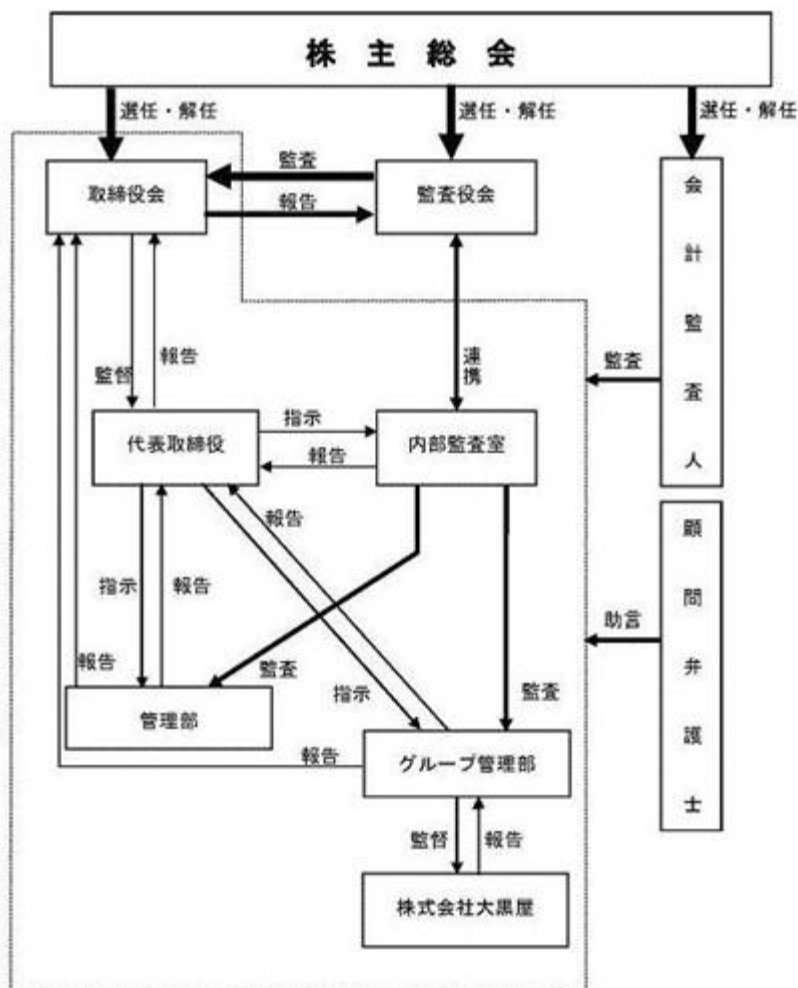 株主総会
選任・解任
選任・解任
選任・解任
取締役会
監査
報告
監査役会
会計監査人
監督
報告
連携
監査
代表取締役
指示
報告
内部監査室
顧問弁護士
指示
報告
報告
助言
報告
監査
指示
監査
管理部
報告
グループ管理部
監督
報告
株式会社大黒屋